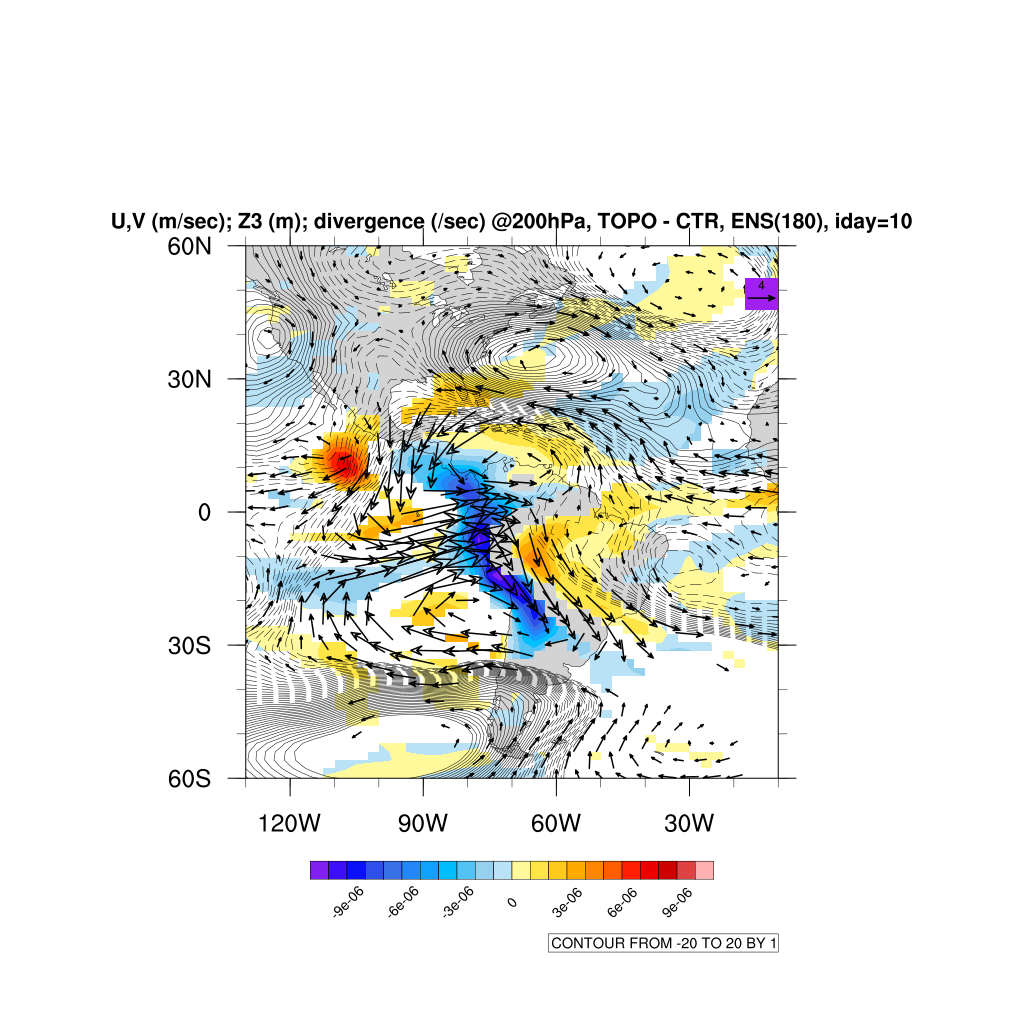 U,V (m/sec); Z3 (m); divergence (/sec) @200hPa, TOPO - CTR, ENS(180), iday=10
60N
4
30N
0
30S
60S
120W 90W 60W 30W
-9e-06 -6e-06 -3e-06 0 3e-06 6e-06 9e-06
CONTOUR FROM -20 TO 20 BY 1